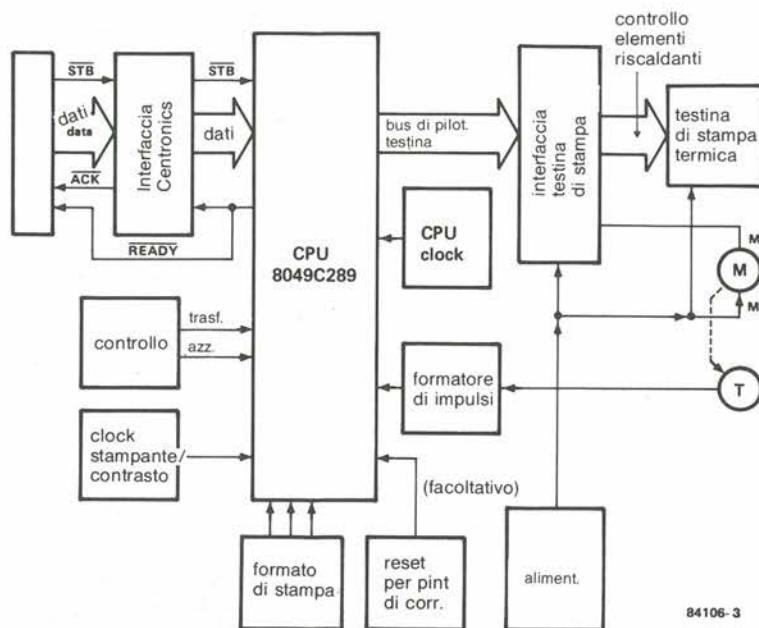 controllo
elementi
riscaldanti
STB
STB
dati
data
Interfaccia
Centronics
dati
bus di pilot.
testina
interfaccia
testina
di stampa
testina
di stampa
termica
ACK
READY
CPU
8049C289
CPU
clock
M
M
M
controllo
trasf.
azz.
formatore
di impulsi
T
clock
stampante/
contrasto
(facoltativo)
formato
di stampa
reset
per pint
di corr.
aliment.
84106-3